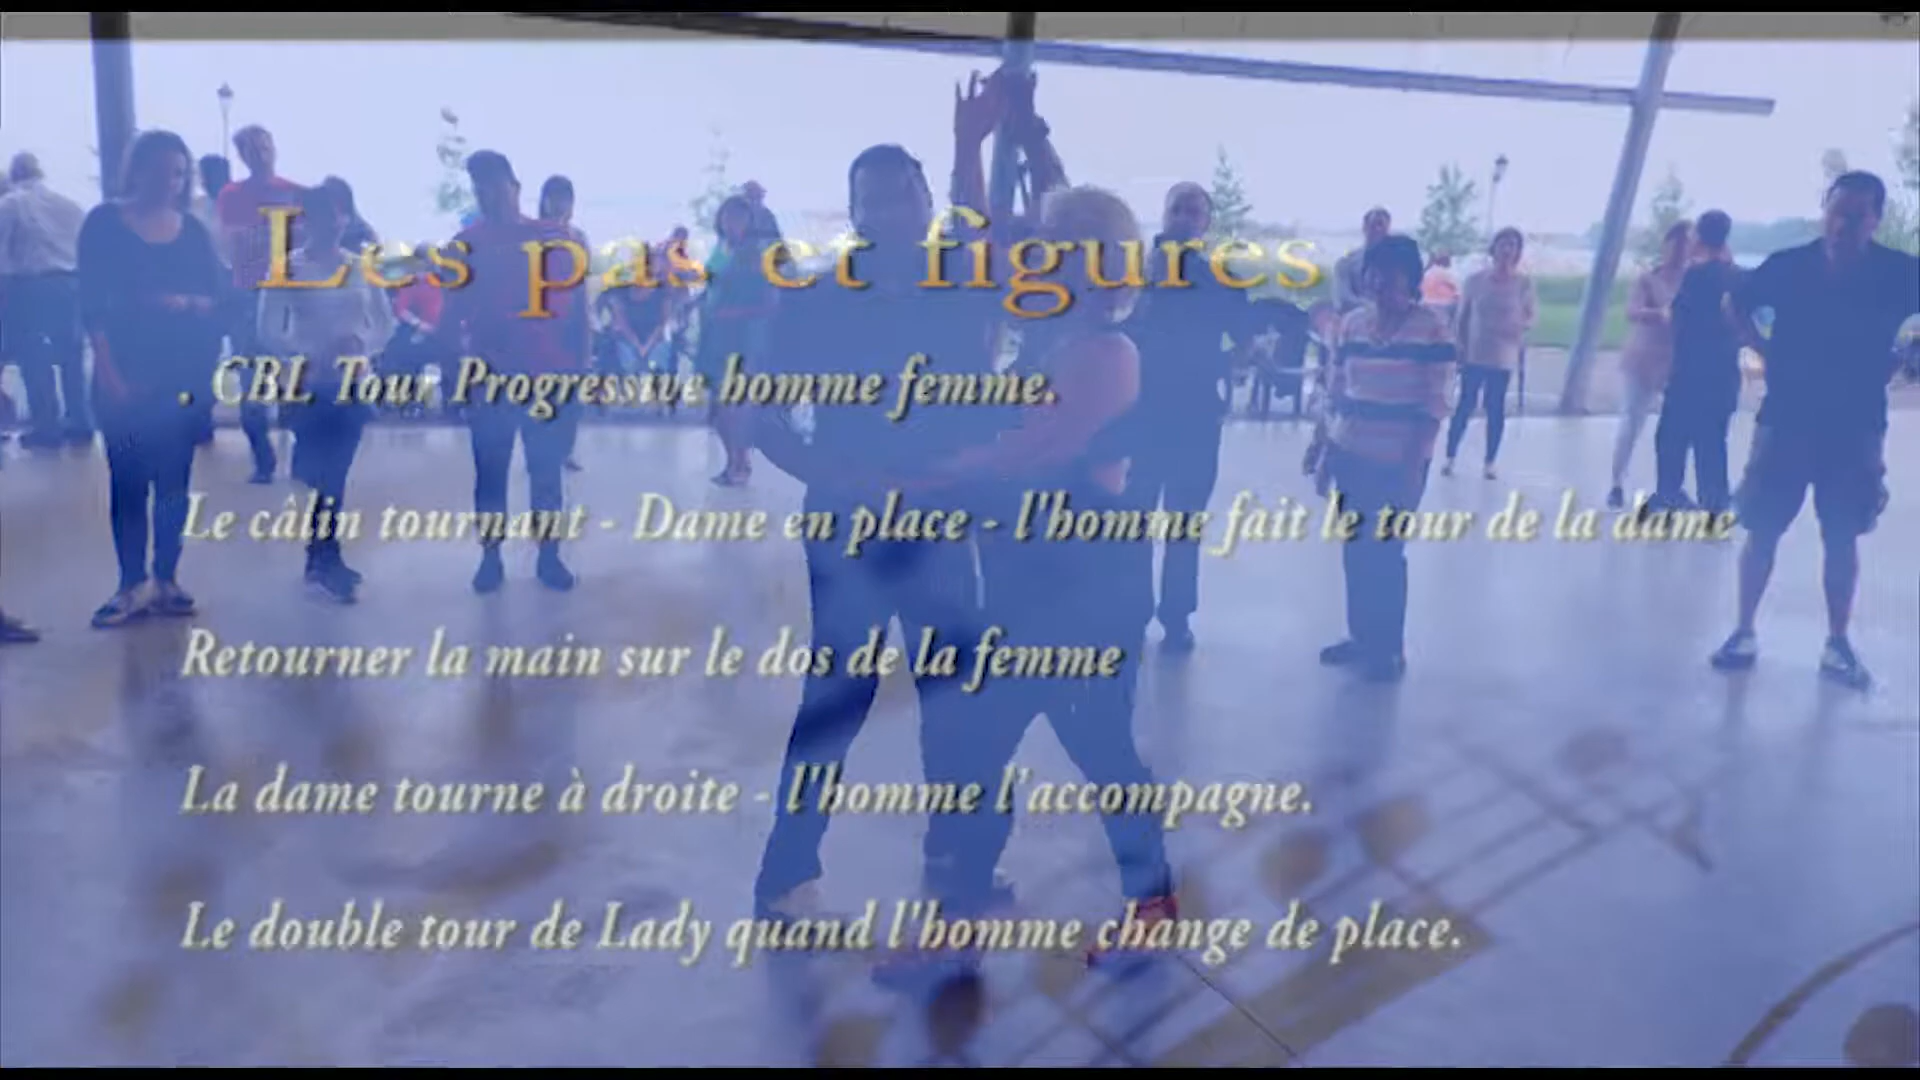 Les pas et figures
. CBL Tour Progressive homme femme.
Le câlin tournant - Dame en place - l'homme fait le tour de la dame
Retourner la main sur le dos de la femme
La dame tourne à droite - l'homme l'accompagne.
Le double tour de Lady quand l'homme change de place.